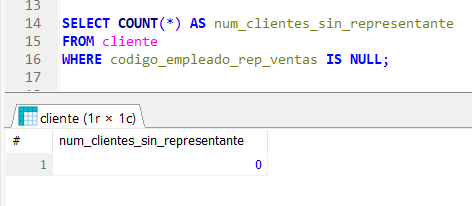 13
14 SELECT COUNT(*) AS num_clientes_sin_representante
15 FROM cliente
16 WHERE codigo_empleado_rep_ventas IS NULL;
17
cliente (1r × 1c)
# num_clientes_sin_representante
1 0